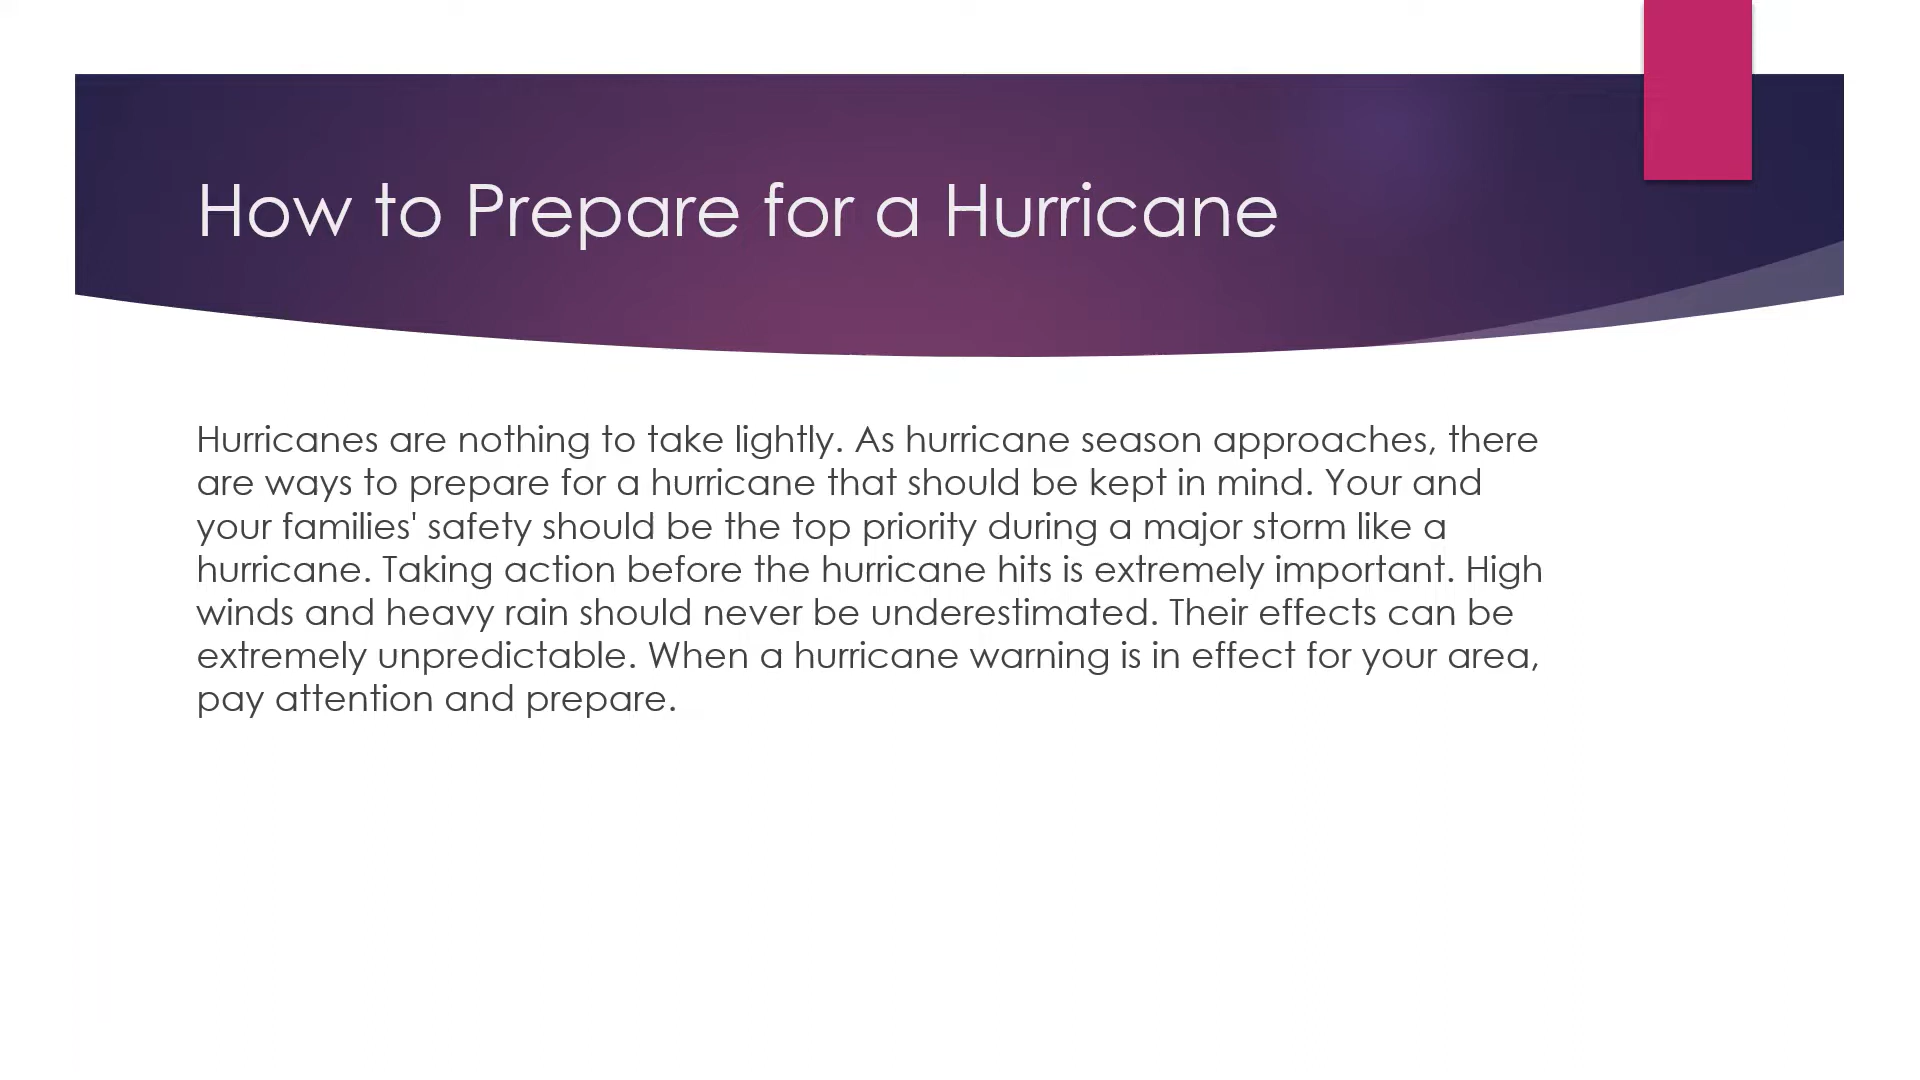 How to Prepare for a Hurricane
Hurricanes are nothing to take lightly. As hurricane season approaches, there
are ways to prepare for a hurricane that should be kept in mind. Your and
your families' safety should be the top priority during a major storm like a
hurricane. Taking action before the hurricane hits is extremely important. High
winds and heavy rain should never be underestimated. Their effects can be
extremely unpredictable. When a hurricane warning is in effect for your area,
pay attention and prepare.